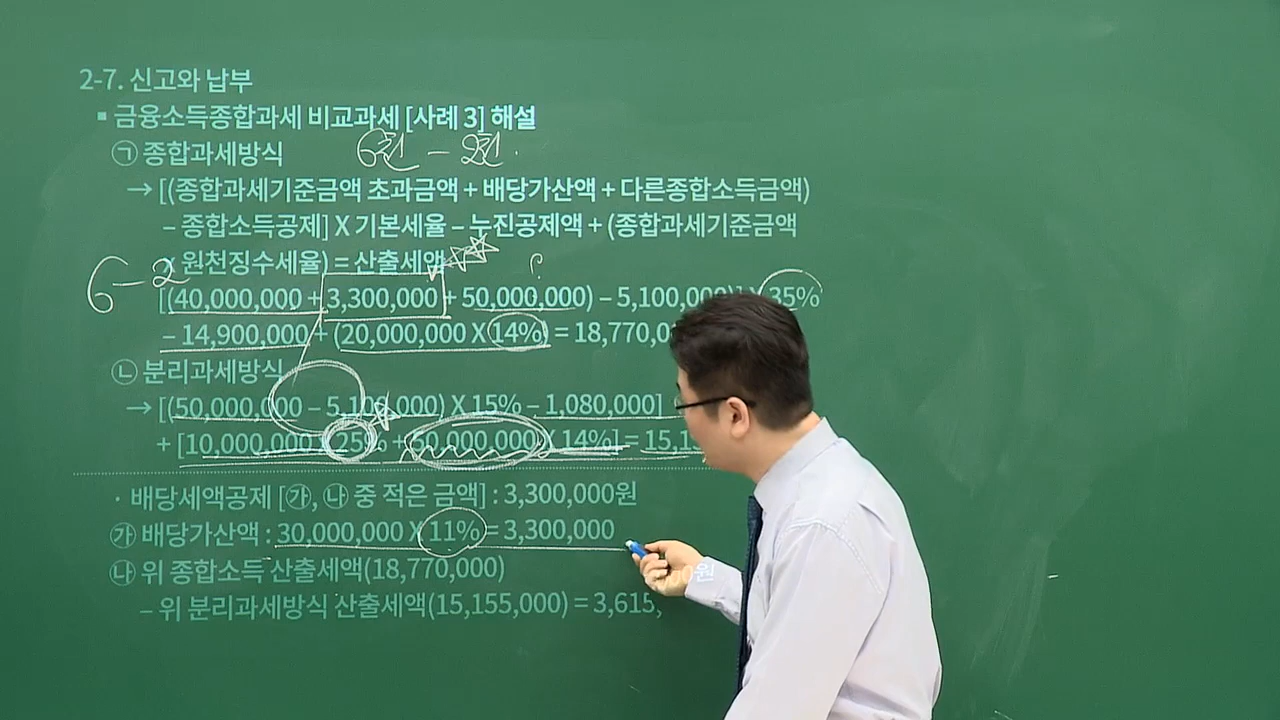 2-7. 신고와 납부
▪ 금융소득종합과세 비교과세 [사례 3] 해설
㉠ 종합과세방식 6천 - 2천.
→ [(종합과세기준금액 초과금액 + 배당가산액 + 다른종합소득금액)
- 종합소득공제] X 기본세율 - 누진공제액 + (종합과세기준금액
6-2 x 원천징수세율) = 산출세액
[(40,000,000 + 3,300,000 + 50,000,000) - 5,100,000)] X 35%
- 14,900,000 + (20,000,000 X 14%) = 18,770,0
㉡ 분리과세방식
→ [(50,000,000 - 5,100,000) X 15% - 1,080,000]
+ [10,000,000 X 25% + 60,000,000 X 14%] = 15,15
· 배당세액공제 [㉮, ㉯ 중 적은 금액] : 3,300,000원
㉮ 배당가산액 : 30,000,000 X 11% = 3,300,000
㉯ 위 종합소득 산출세액(18,770,000)
- 위 분리과세방식 산출세액(15,155,000) = 3,615,
00원